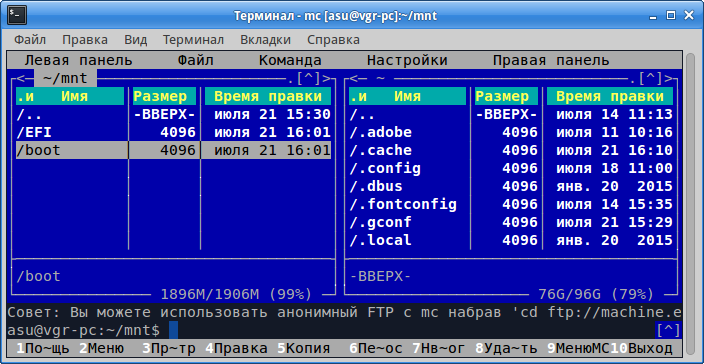 Терминал - mc [asu@vgr-pc]:~/mnt
Файл Правка Вид Терминал Вкладки Справка
Левая панель Файл Команда Настройки Правая панель
<─ ~/mnt ─.[^]> <─ ~ ─.[^]>
.и Имя Размер Время правки .и Имя Размер Время правки
/.. -ВВЕРХ- июля 21 15:30 /.. -ВВЕРХ- июля 14 11:13
/EFI 4096 июля 21 16:01 /.adobe 4096 июля 11 10:16
/boot 4096 июля 21 16:01 /.cache 4096 июля 21 16:10
/.config 4096 июля 18 11:00
/.dbus 4096 янв. 20 2015
/.fontconfig 4096 июля 14 15:35
/.gconf 4096 июля 21 15:29
/.local 4096 янв. 20 2015
/boot -ВВЕРХ-
1896M/1906M (99%) 76G/96G (79%)
Совет: Вы можете использовать анонимный FTP с mc набрав 'cd ftp://machine.e
asu@vgr-pc:~/mnt$ [^]
1По~щь 2Меню 3Пр~тр 4Правка 5Копия 6Пе~ос 7Нв~ог 8Уда~ть 9МенюMC 10Выход